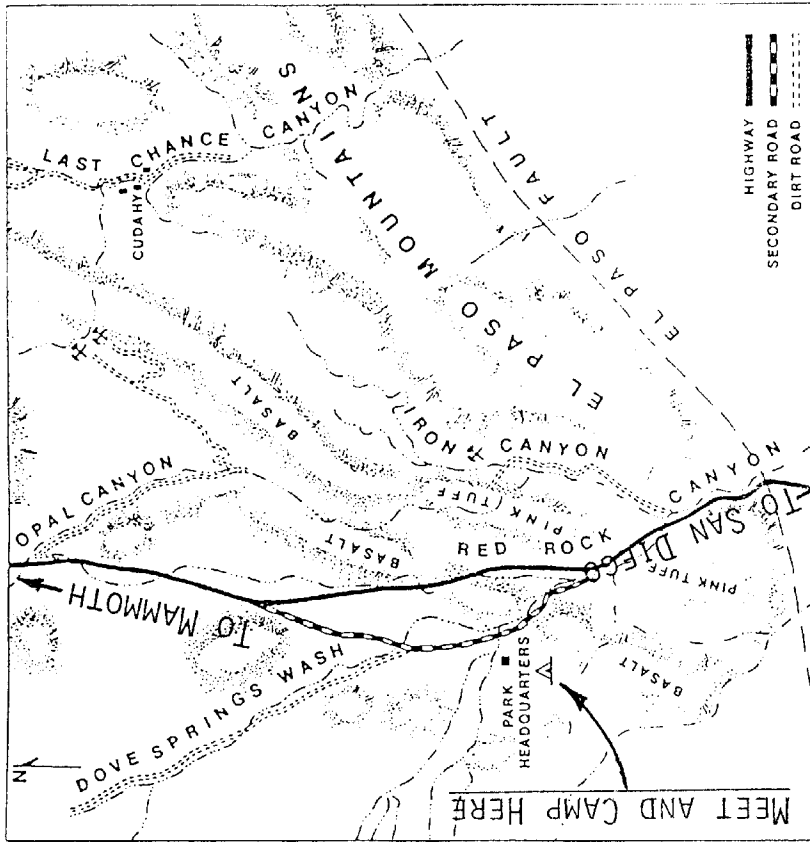 LAST CHANCE CANYON
CUDAHY
EL PASO MOUNTAINS
EL PASO FAULT
BASALT
OPAL CANYON
NORI
CANYON
PINK TUFF
BASALT
RED ROCK CANYON
TO MAMMOTH
TO SAN DIEGO
PINK TUFF
DOVE SPRINGS WASH
N
PARK
HEADQUARTERS
BASALT
MEET AND CAMP HERE
HIGHWAY
SECONDARY ROAD
DIRT ROAD